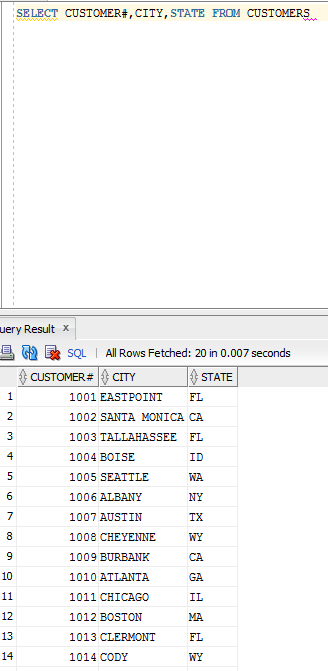 SELECT CUSTOMER#,CITY,STATE FROM CUSTOMERS
uery Result x
SQL | All Rows Fetched: 20 in 0.007 seconds
CUSTOMER# CITY STATE
1 1001 EASTPOINT FL
2 1002 SANTA MONICA CA
3 1003 TALLAHASSEE FL
4 1004 BOISE ID
5 1005 SEATTLE WA
6 1006 ALBANY NY
7 1007 AUSTIN TX
8 1008 CHEYENNE WY
9 1009 BURBANK CA
10 1010 ATLANTA GA
11 1011 CHICAGO IL
12 1012 BOSTON MA
13 1013 CLERMONT FL
14 1014 CODY WY